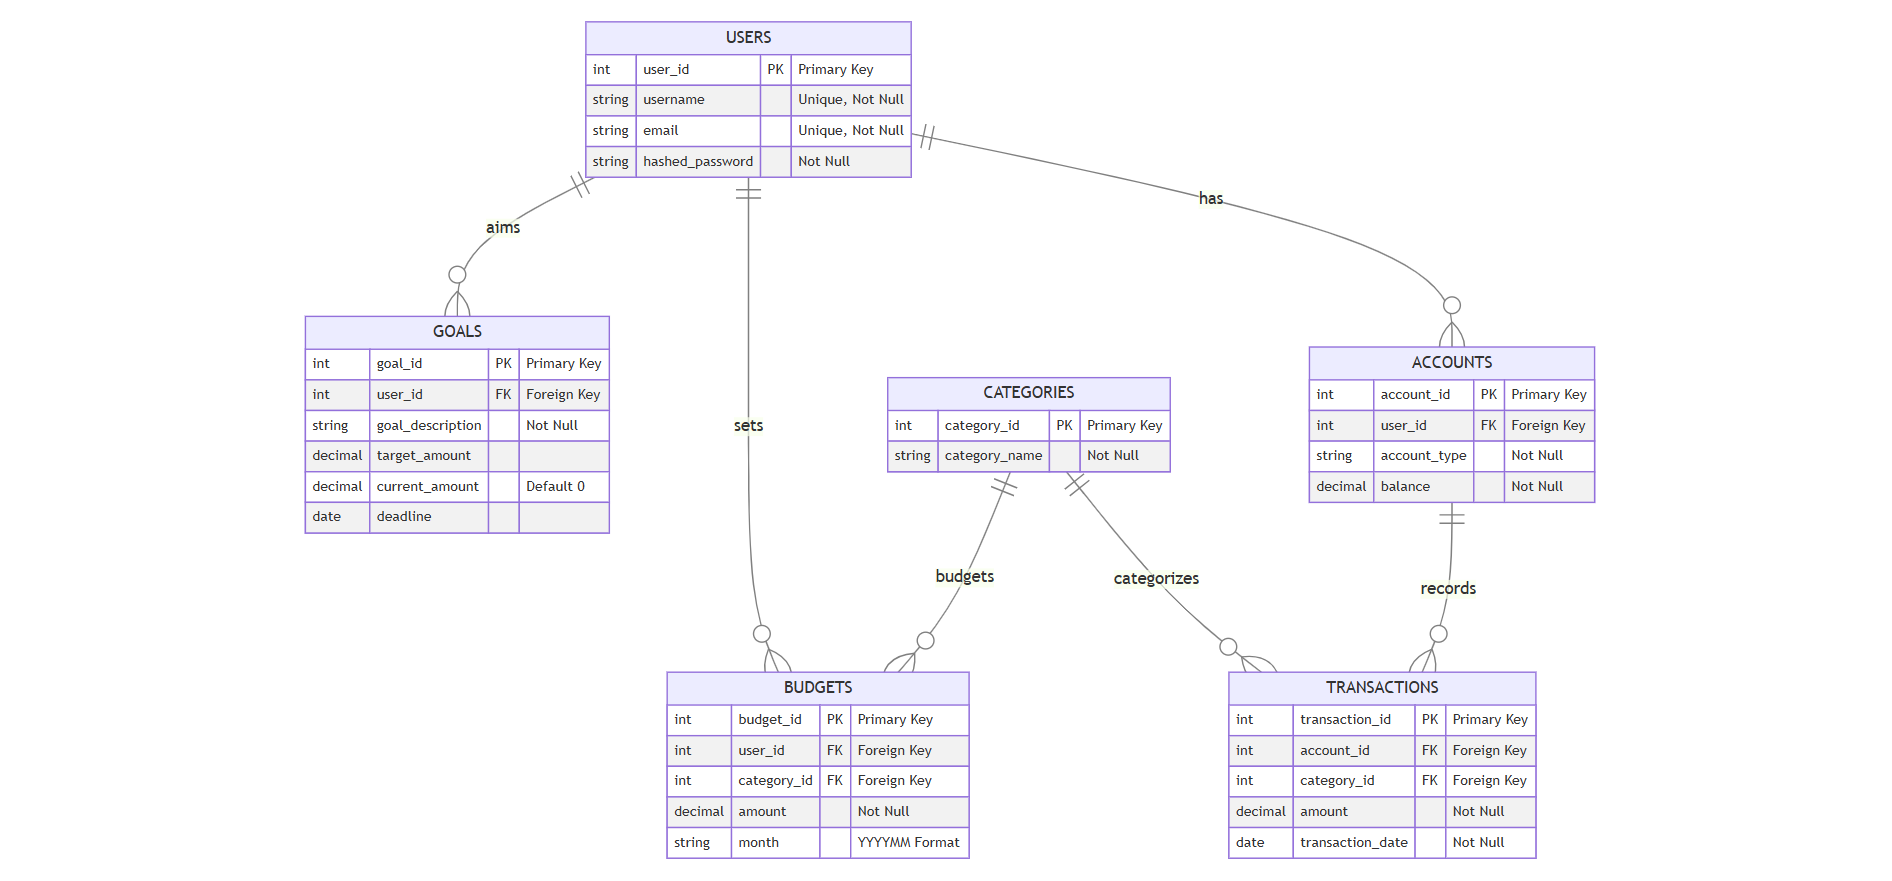 USERS
int user_id PK Primary Key
string username Unique, Not Null
string email Unique, Not Null
string hashed_password Not Null
has
aims
GOALS
int goal_id PK Primary Key
int user_id FK Foreign Key
string goal_description Not Null
decimal target_amount
decimal current_amount Default 0
date deadline
sets
CATEGORIES
int category_id PK Primary Key
string category_name Not Null
ACCOUNTS
int account_id PK Primary Key
int user_id FK Foreign Key
string account_type Not Null
decimal balance Not Null
budgets
categorizes
records
BUDGETS
int budget_id PK Primary Key
int user_id FK Foreign Key
int category_id FK Foreign Key
decimal amount Not Null
string month YYYYMM Format
TRANSACTIONS
int transaction_id PK Primary Key
int account_id FK Foreign Key
int category_id FK Foreign Key
decimal amount Not Null
date transaction_date Not Null